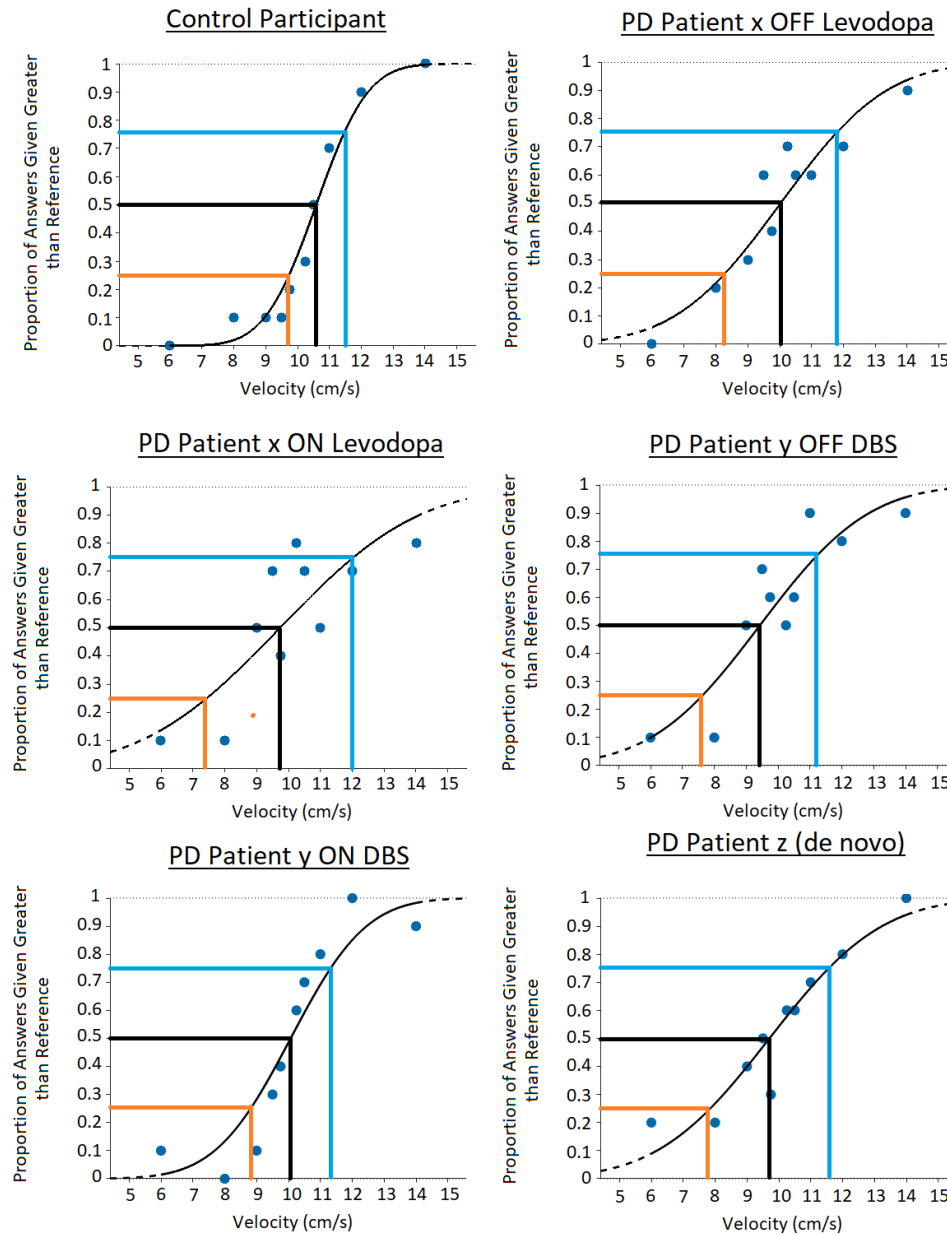 Control Participant
Proportion of Answers Given Greater
than Reference
1
0.9
0.8
0.7
0.6
0.5
0.4
0.3
0.2
0.1
0
5 6 7 8 9 10 11 12 13 14 15
Velocity (cm/s)
PD Patient x OFF Levodopa
Proportion of Answers Given Greater
than Reference
1
0.9
0.8
0.7
0.6
0.5
0.4
0.3
0.2
0.1
0
5 6 7 8 9 10 11 12 13 14 15
Velocity (cm/s)
PD Patient x ON Levodopa
Proportion of Answers Given Greater
than Reference
1
0.9
0.8
0.7
0.6
0.5
0.4
0.3
0.2
0.1
0
5 6 7 8 9 10 11 12 13 14 15
Velocity (cm/s)
PD Patient y OFF DBS
Proportion of Answers Given Greater
than Reference
1
0.9
0.8
0.7
0.6
0.5
0.4
0.3
0.2
0.1
0
5 6 7 8 9 10 11 12 13 14 15
Velocity (cm/s)
PD Patient y ON DBS
Proportion of Answers Given Greater
than Reference
1
0.9
0.8
0.7
0.6
0.5
0.4
0.3
0.2
0.1
0
5 6 7 8 9 10 11 12 13 14 15
Velocity (cm/s)
PD Patient z (de novo)
Proportion of Answers Given Greater
than Reference
1
0.9
0.8
0.7
0.6
0.5
0.4
0.3
0.2
0.1
0
5 6 7 8 9 10 11 12 13 14 15
Velocity (cm/s)